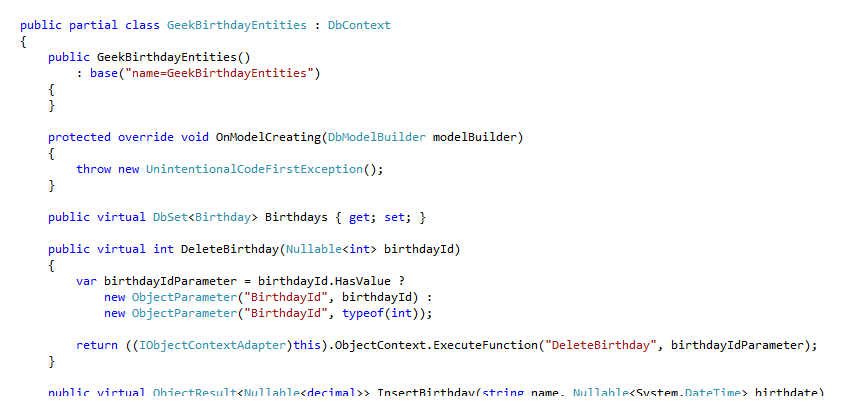 public partial class GeekBirthdayEntities : DbContext
{
public GeekBirthdayEntities()
: base("name=GeekBirthdayEntities")
{
}
protected override void OnModelCreating(DbModelBuilder modelBuilder)
{
throw new UnintentionalCodeFirstException();
}
public virtual DbSet<Birthday> Birthdays { get; set; }
public virtual int DeleteBirthday(Nullable<int> birthdayId)
{
var birthdayIdParameter = birthdayId.HasValue ?
new ObjectParameter("BirthdayId", birthdayId) :
new ObjectParameter("BirthdayId", typeof(int));
return ((IObjectContextAdapter)this).ObjectContext.ExecuteFunction("DeleteBirthday", birthdayIdParameter);
}
public virtual ObjectResult<Nullable<decimal>> InsertBirthday(string name, Nullable<System.DateTime> birthdate)